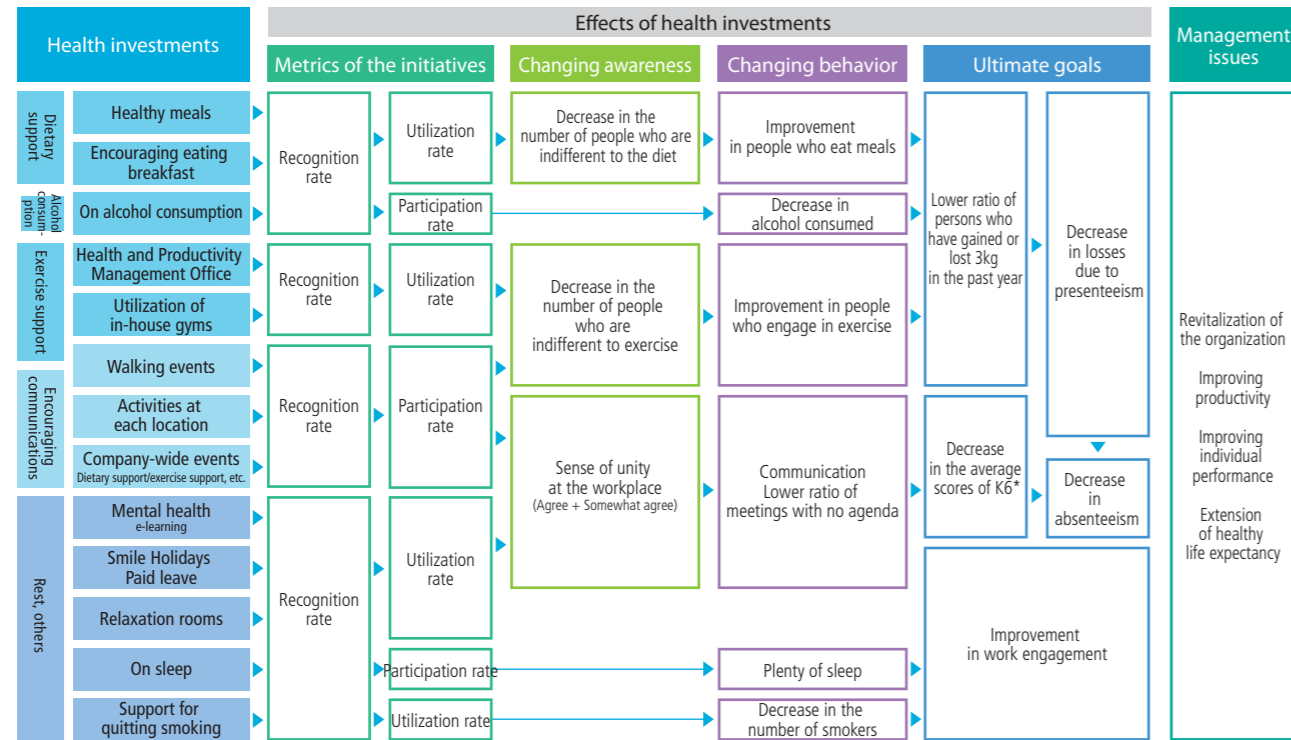 Health investments
Effects of health investments
Management
issues
Metrics of the initiatives
Changing awareness
Changing behavior
Ultimate goals
Dietary
support
Healthy meals
Encouraging eating
breakfast
Alcohol
consum-
ption
On alcohol consumption
Exercise support
Health and Productivity
Management Office
Utilization of
in-house gyms
Walking events
Encouraging
communications
Activities at
each location
Company-wide events
Dietary support/exercise support, etc.
Rest, others
Mental health
e-learning
Smile Holidays
Paid leave
Relaxation rooms
On sleep
Support for
quitting smoking
Recognition
rate
Utilization
rate
Participation
rate
Recognition
rate
Utilization
rate
Recognition
rate
Participation
rate
Recognition
rate
Utilization
rate
Participation rate
Utilization rate
Decrease in the
number of people who are
indifferent to the diet
Decrease in the
number of people
who are
indifferent to exercise
Sense of unity
at the workplace
(Agree + Somewhat agree)
Improvement
in people who eat meals
Decrease in
alcohol consumed
Improvement in people
who engage in exercise
Communication
Lower ratio of
meetings with no agenda
Plenty of sleep
Decrease in the
number of smokers
Lower ratio of
persons who
have gained or
lost 3kg
in the past year
Decrease
in the average
scores of K6*
Improvement
in work engagement
Decrease
in losses
due to
presenteeism
Decrease
in
absenteeism
Revitalization of
the organization
Improving
productivity
Improving
individual
performance
Extension
of healthy
life expectancy